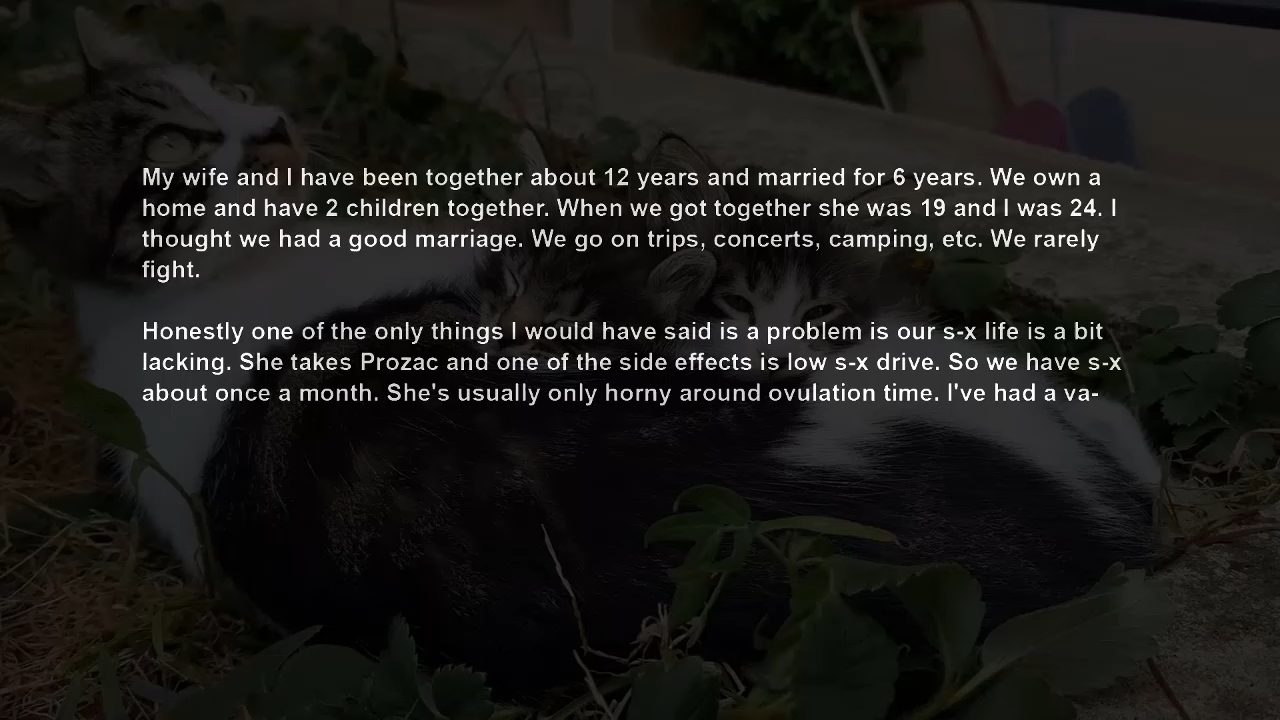 My wife and I have been together about 12 years and married for 6 years. We own a
home and have 2 children together. When we got together she was 19 and I was 24. I
thought we had a good marriage. We go on trips, concerts, camping, etc. We rarely
fight.
Honestly one of the only things I would have said is a problem is our s-x life is a bit
lacking. She takes Prozac and one of the side effects is low s-x drive. So we have s-x
about once a month. She's usually only horny around ovulation time. I've had a va-